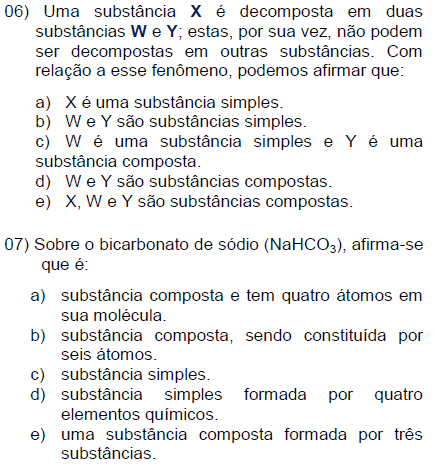 06) Uma substância X é decomposta em duas
substâncias W e Y; estas, por sua vez, não podem
ser decompostas em outras substâncias. Com
relação a esse fenômeno, podemos afirmar que:
a) X é uma substância simples.
b) W e Y são substâncias simples.
c) W é uma substância simples e Y é uma
substância composta.
d) W e Y são substâncias compostas.
e) X, W e Y são substâncias compostas.
07) Sobre o bicarbonato de sódio (NaHCO₃), afirma-se
que é:
a) substância composta e tem quatro átomos em
sua molécula.
b) substância composta, sendo constituída por
seis átomos.
c) substância simples.
d) substância simples formada por quatro
elementos químicos.
e) uma substância composta formada por três
substâncias.